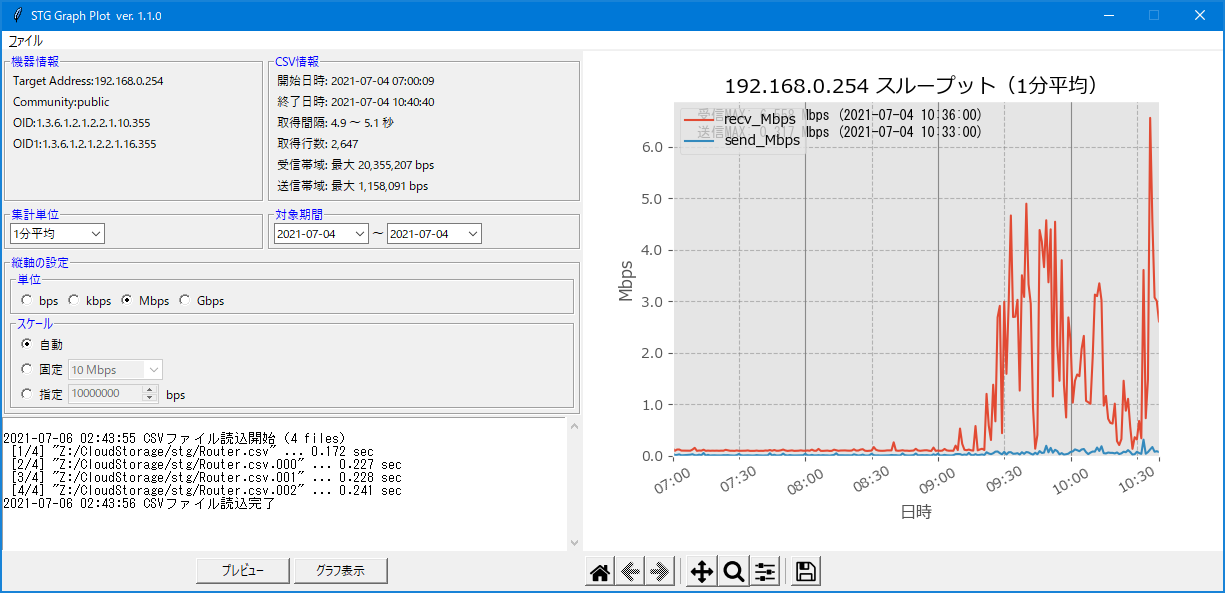 STG Graph Plot ver. 1.1.0
ファイル
機器情報
Target Address:192.168.0.254
Community:public
OID:1.3.6.1.2.1.2.2.1.10.355
OID1:1.3.6.1.2.1.2.2.1.16.355
CSV情報
開始日時: 2021-07-04 07:00:09
終了日時: 2021-07-04 10:40:40
取得間隔: 4.9 ～ 5.1 秒
取得行数: 2,647
受信帯域: 最大 20,355,207 bps
送信帯域: 最大 1,158,091 bps
集計単位
1分平均
対象期間
2021-07-04 ～ 2021-07-04
縦軸の設定
単位
bps kbps Mbps Gbps
スケール
自動
固定 10 Mbps
指定 10000000 bps
2021-07-06 02:43:55 CSVファイル読込開始 (4 files)
[1/4] "Z:/CloudStorage/stg/Router.csv" ... 0.172 sec
[2/4] "Z:/CloudStorage/stg/Router.csv.000" ... 0.227 sec
[3/4] "Z:/CloudStorage/stg/Router.csv.001" ... 0.228 sec
[4/4] "Z:/CloudStorage/stg/Router.csv.002" ... 0.241 sec
2021-07-06 02:43:56 CSVファイル読込完了
プレビュー グラフ表示
192.168.0.254 スループット（1分平均）
受信MAX: 6.558 Mbps (2021-07-04 10:36:00)
送信MAX: 0.317 Mbps (2021-07-04 10:33:00)
recv_Mbps
send_Mbps
Mbps
6.0
5.0
4.0
3.0
2.0
1.0
0.0
07:00 07:30 08:00 08:30 09:00 09:30 10:00 10:30
日時